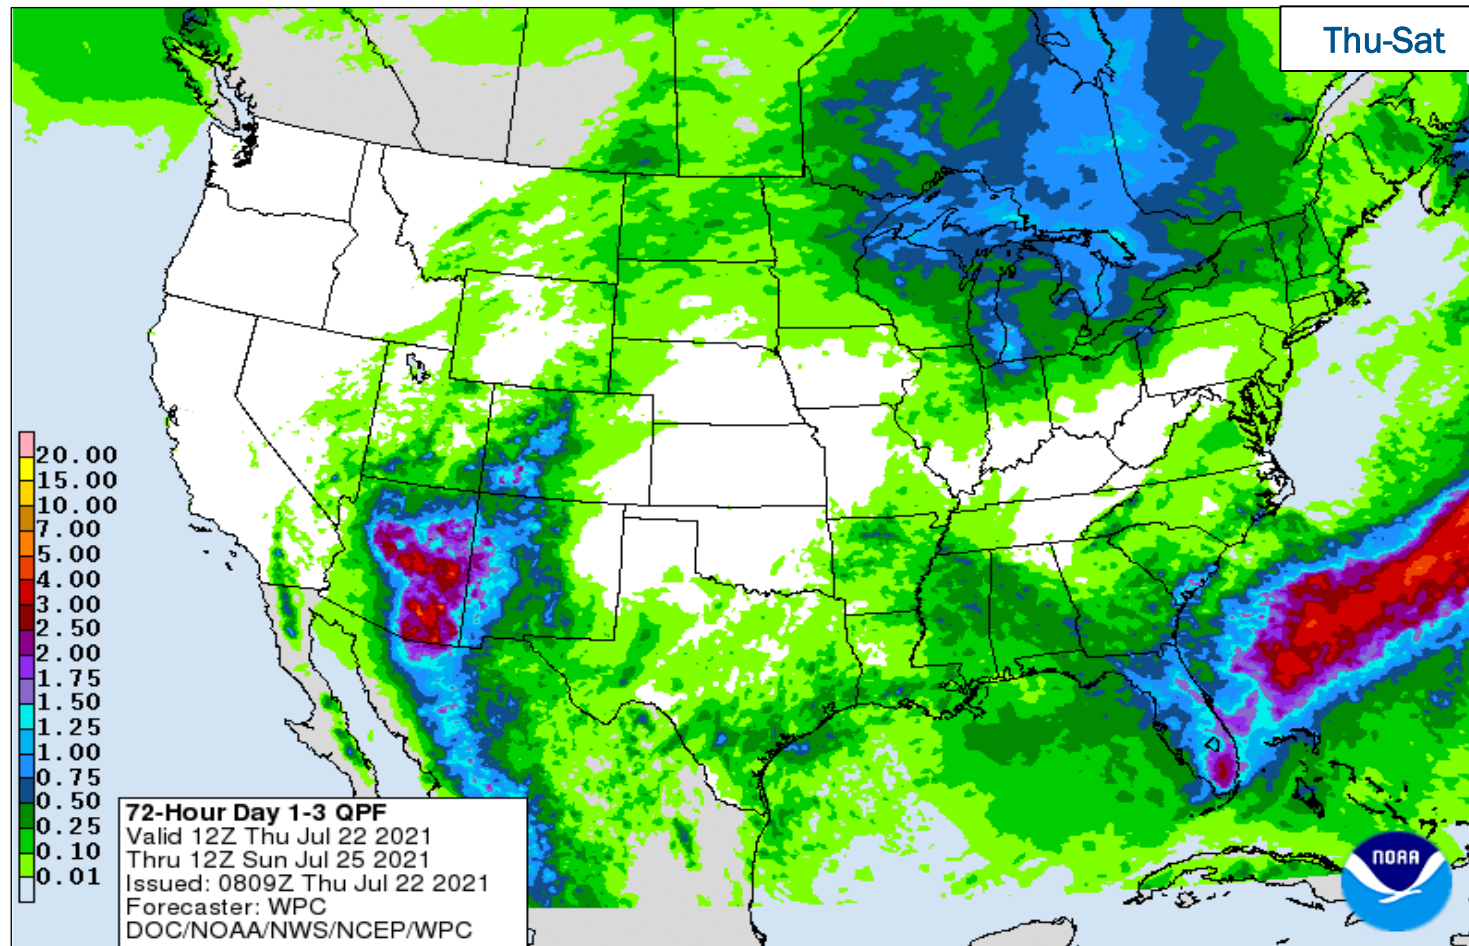 Thu-Sat
20.00
15.00
10.00
7.00
5.00
4.00
3.00
2.50
2.00
1.75
1.50
1.25
1.00
0.75
0.50
0.25
0.10
0.01
72-Hour Day 1-3 QPF
Valid 12Z Thu Jul 22 2021
Thru 12Z Sun Jul 25 2021
Issued: 0809Z Thu Jul 22 2021
Forecaster: WPC
DOC/NOAA/NWS/NCEP/WPC
NOAA